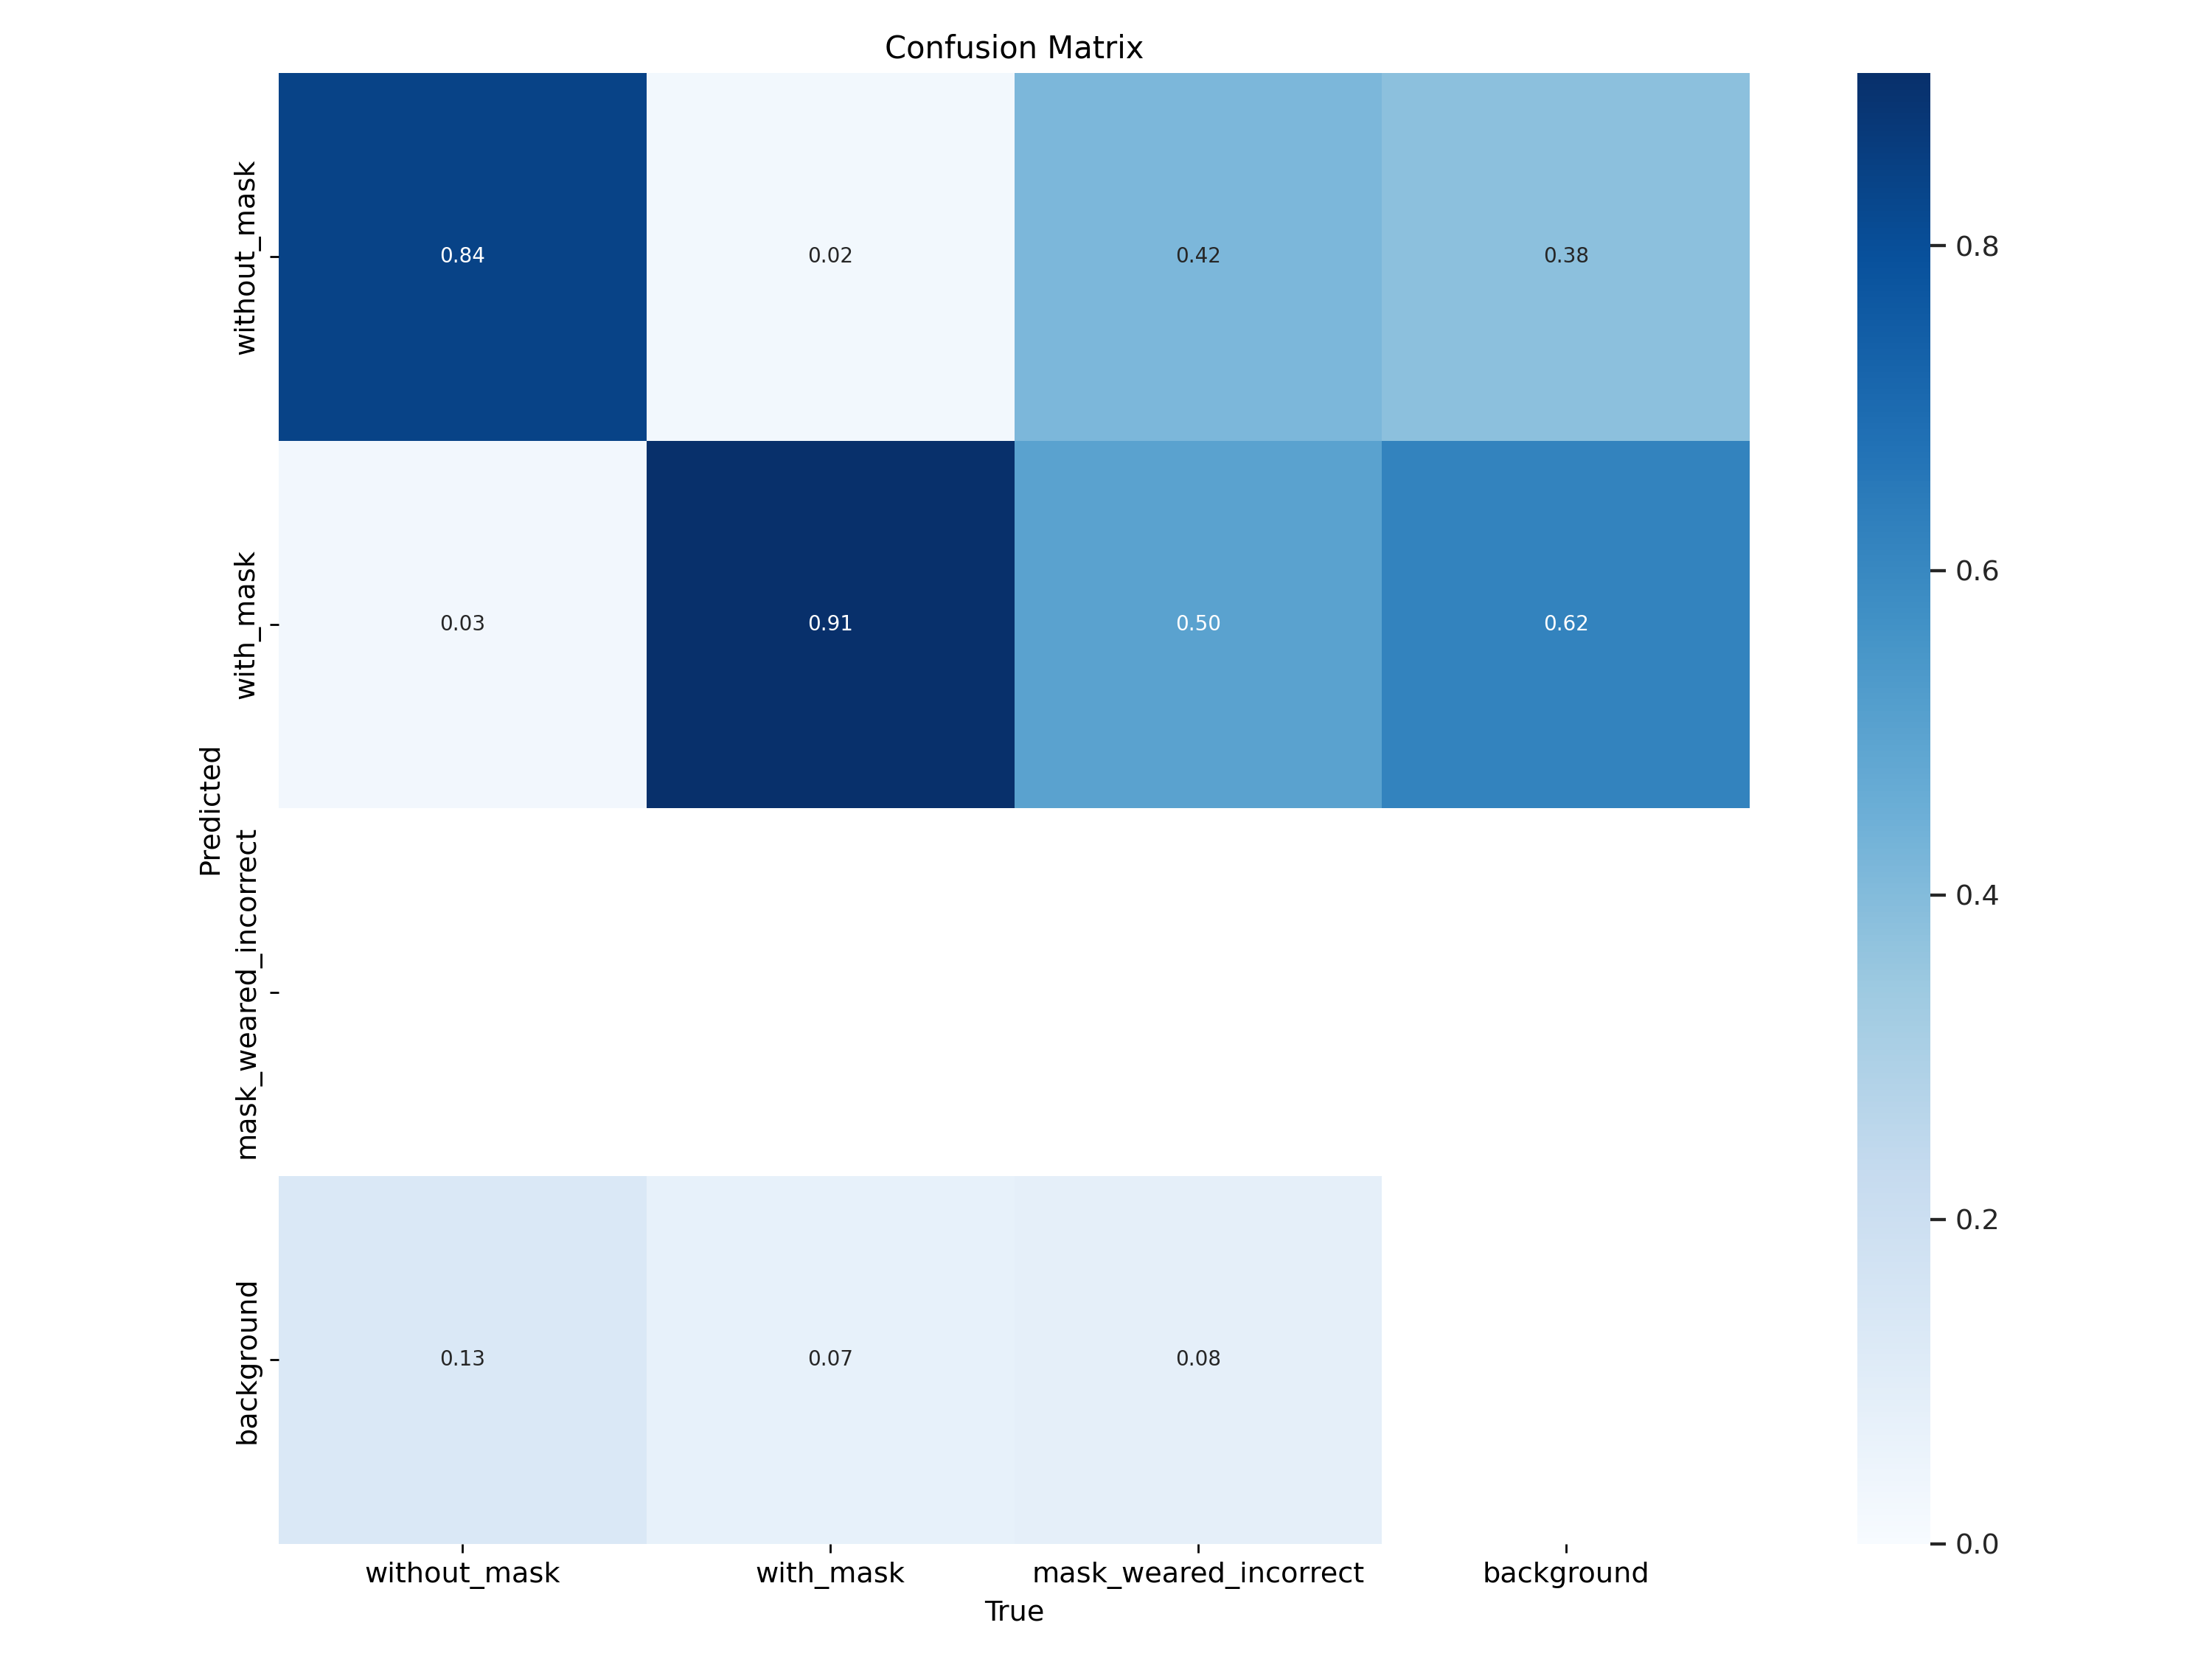 Confusion Matrix
without_mask
0.84
0.02
0.42
0.38
with_mask
0.03
0.91
0.50
0.62
Predicted
mask_weared_incorrect
background
0.13
0.07
0.08
without_mask
with_mask
mask_weared_incorrect
background
True
0.8
0.6
0.4
0.2
0.0